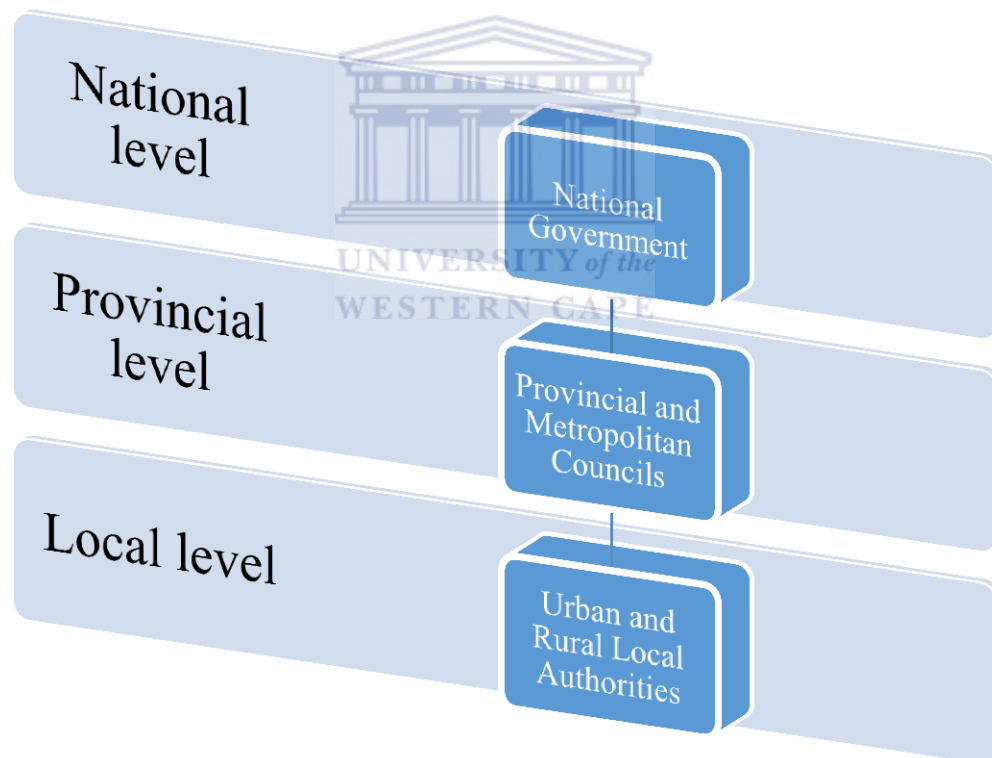 National
level
National
Government
UNIVERSITY of the
WESTERN CAPE
Provincial
level
Provincial and
Metropolitan
Councils
Local level
Urban and
Rural Local
Authorities